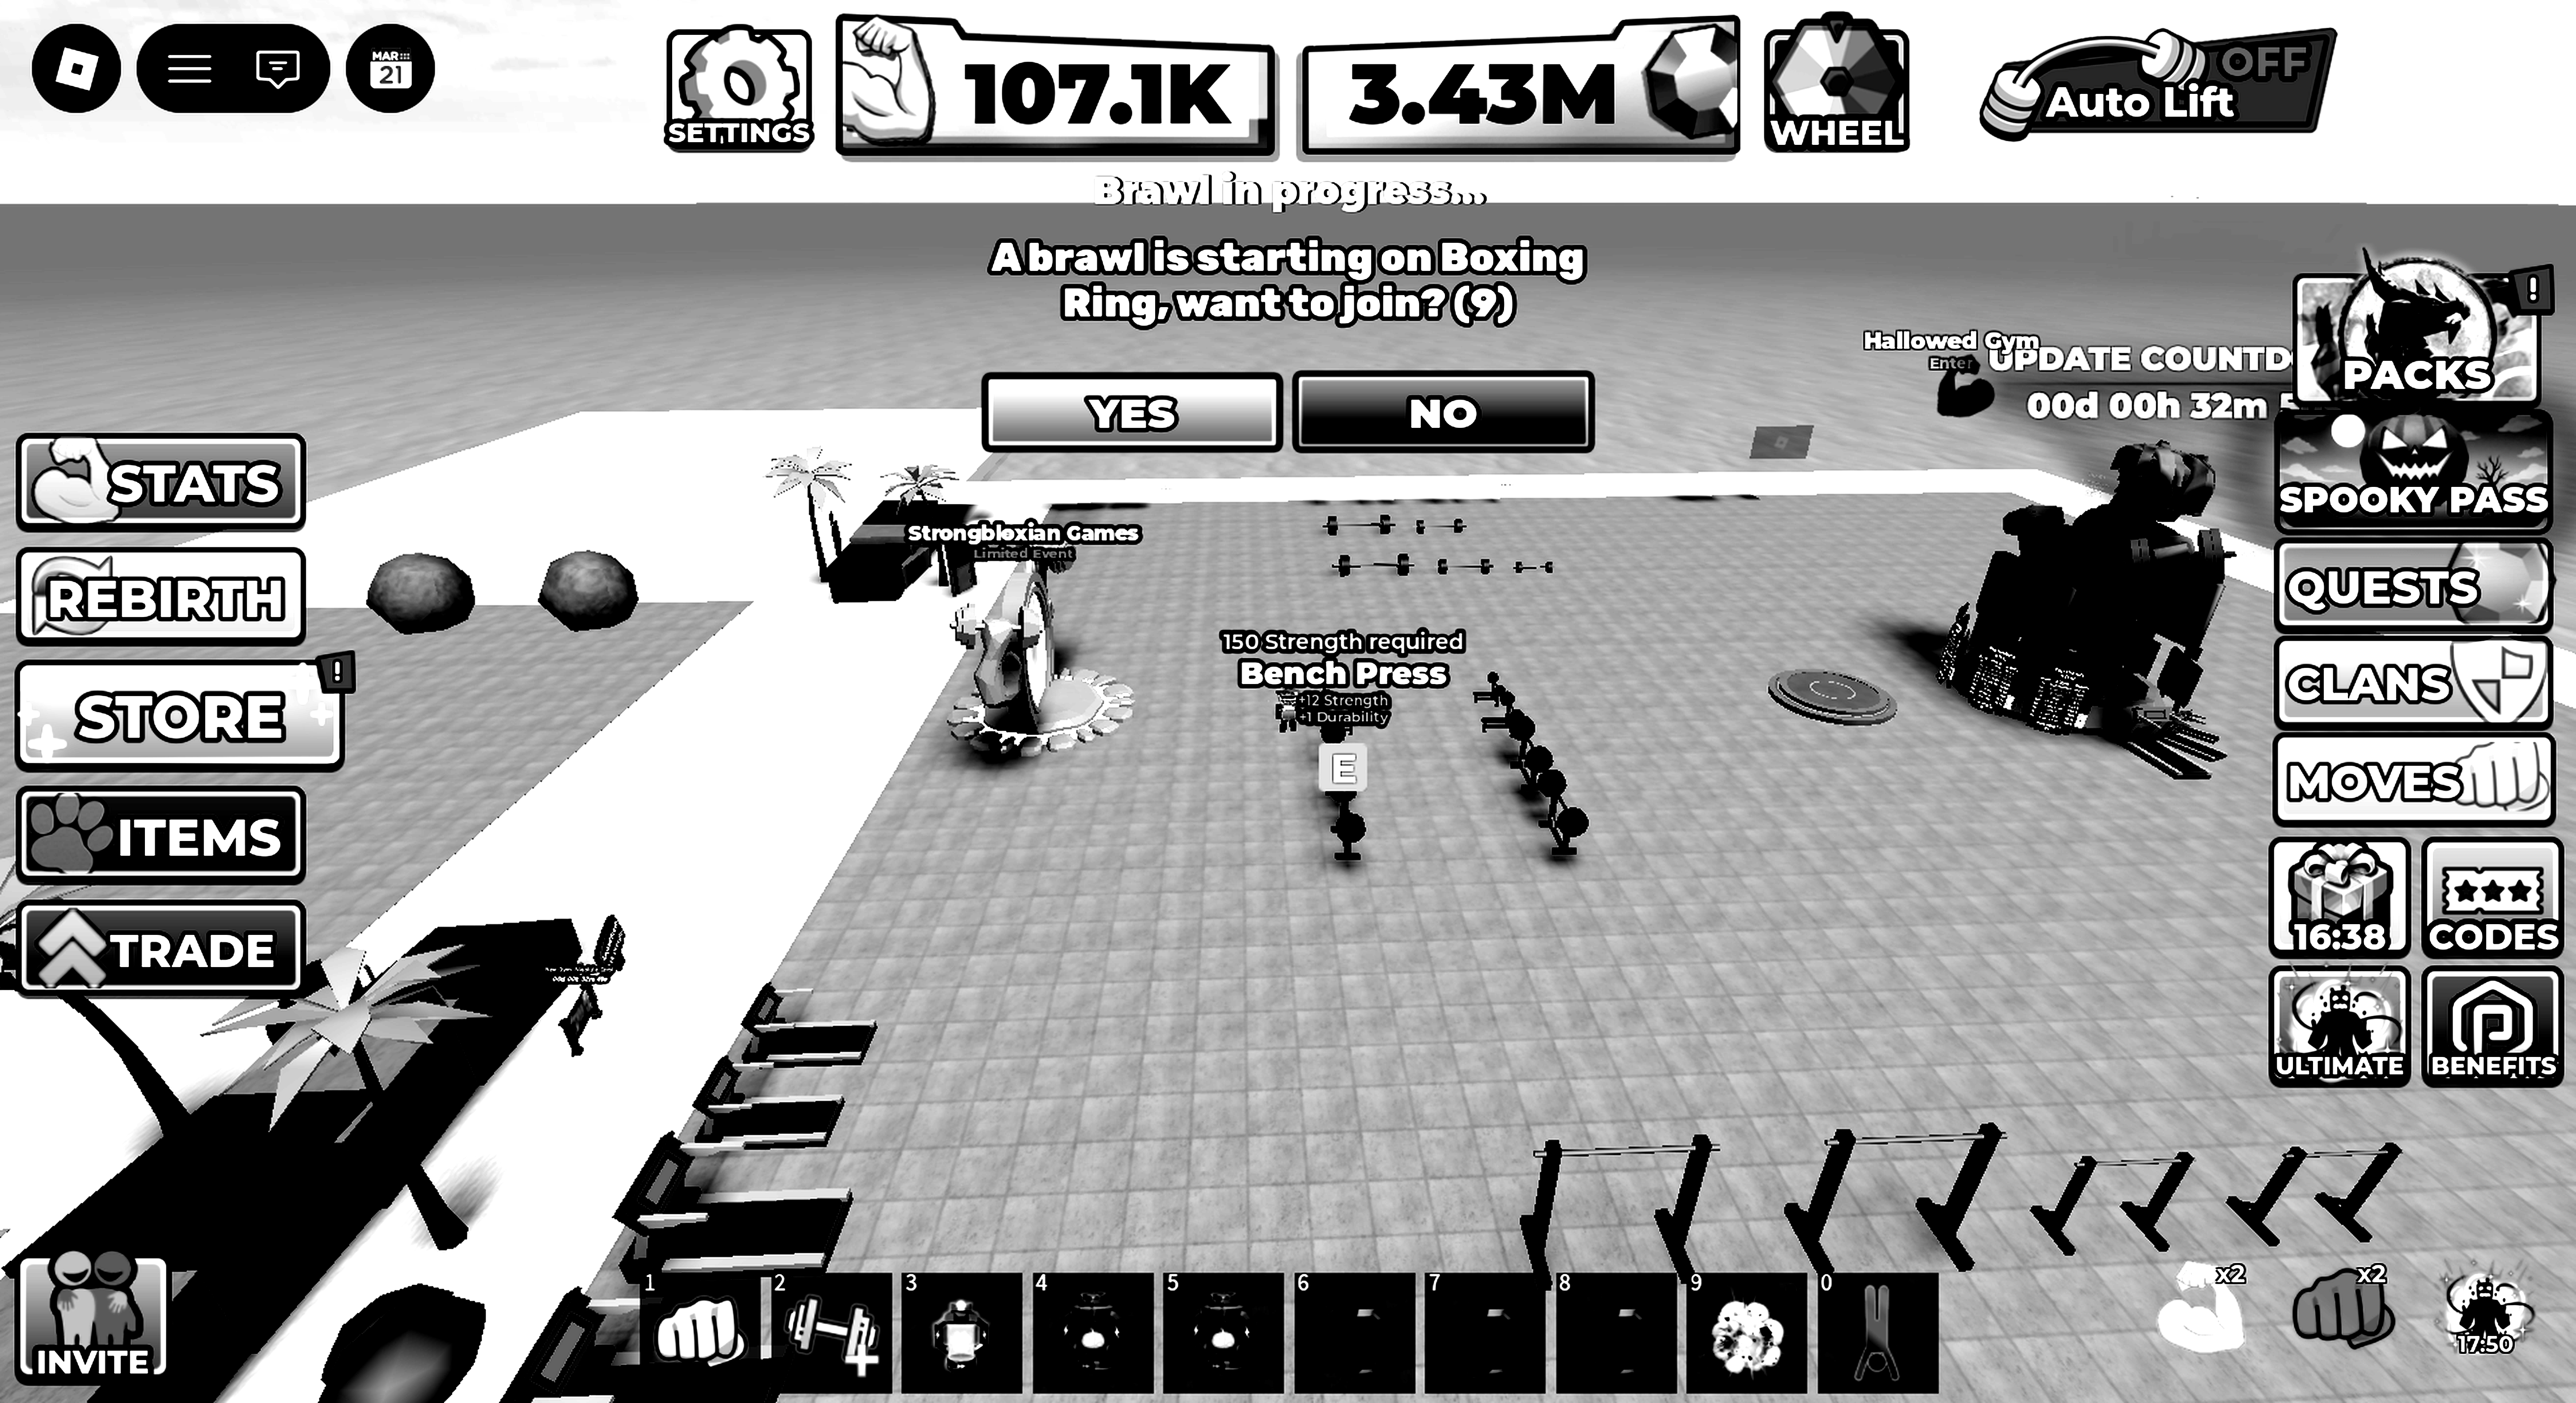 MAR
21
SETTINGS
107.1K
3.43M
WHEEL
OFF
Auto Lift
Brawl in progress...
A brawl is starting on Boxing
Ring, want to join? (9)
YES
NO
Hallowed Gym
Enter
UPDATE COUNTD
00d 00h 32m
PACKS
!
SPOOKY PASS
QUESTS
CLANS
MOVES
16:38
CODES
ULTIMATE
BENEFITS
STATS
REBIRTH
STORE
!
ITEMS
TRADE
Strongbloxian Games
Limited Event
150 Strength required
Bench Press
+12 Strength
+1 Durability
E
INVITE
1
2
3
4
5
6
7
8
9
0
x2
x2
17:50